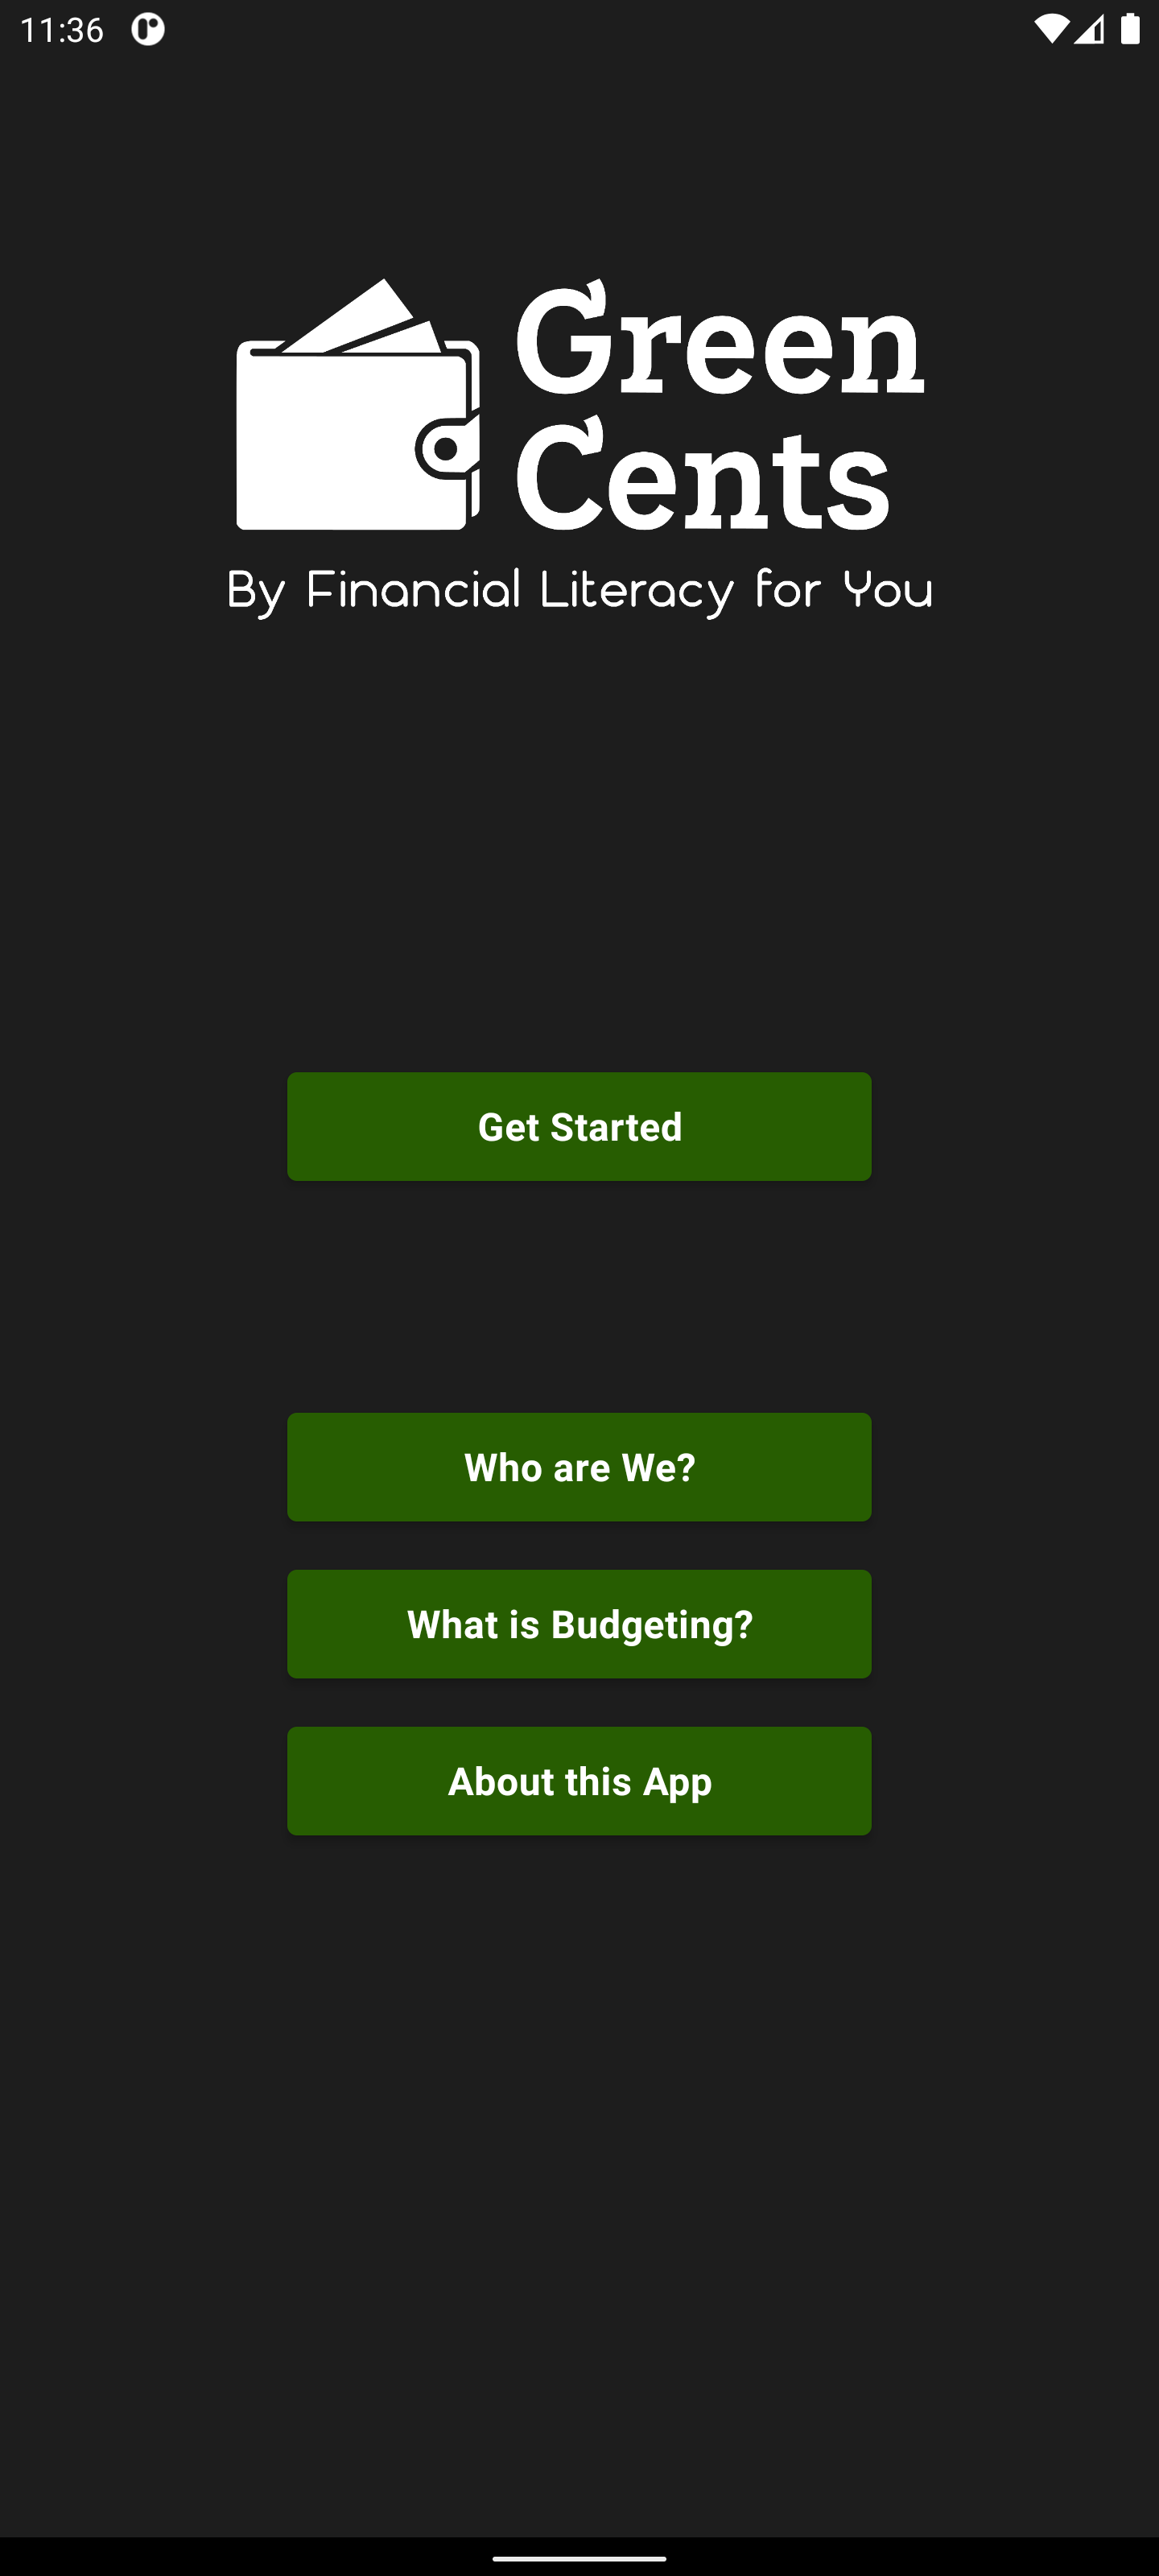 11:36
Green
Cents
By Financial Literacy for You
Get Started
Who are We?
What is Budgeting?
About this App